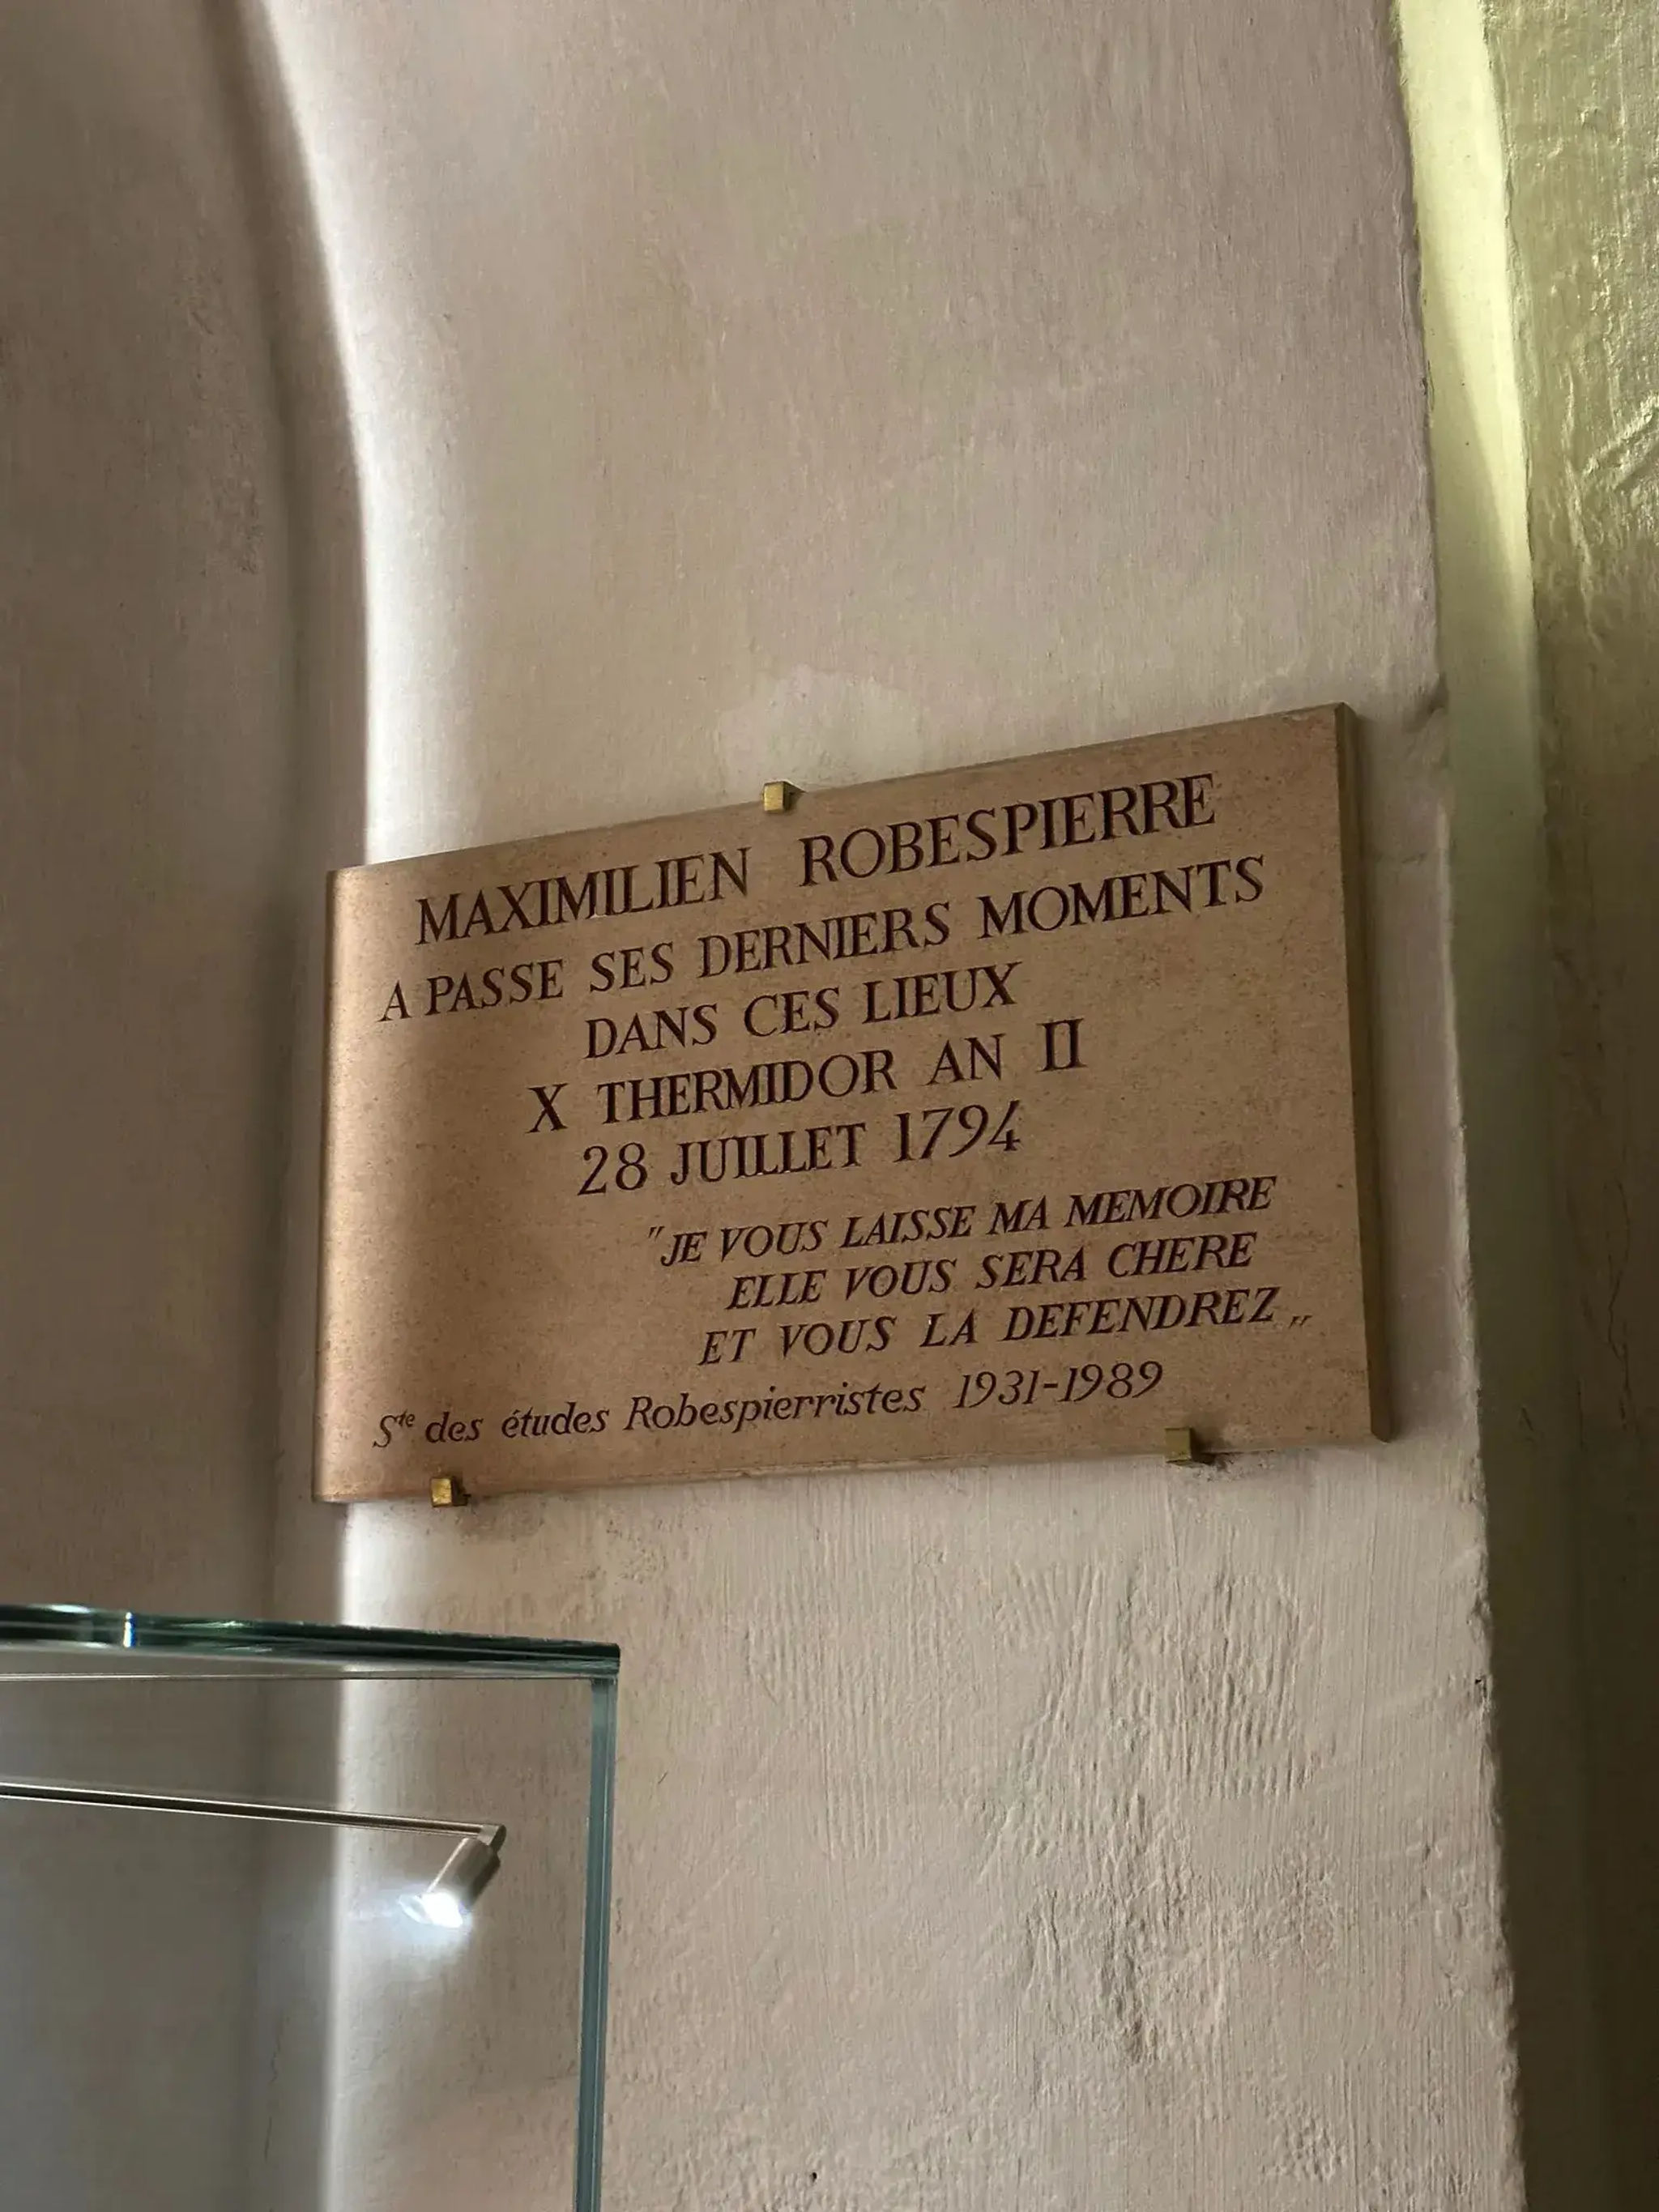 MAXIMILIEN ROBESPIERRE
A PASSE SES DERNIERS MOMENTS
DANS CES LIEUX
X THERMIDOR AN II
28 JUILLET 1794
"JE VOUS LAISSE MA MEMOIRE
ELLE VOUS SERA CHERE
ET VOUS LA DEFENDREZ„
Sté des études Robespierristes 1931-1989